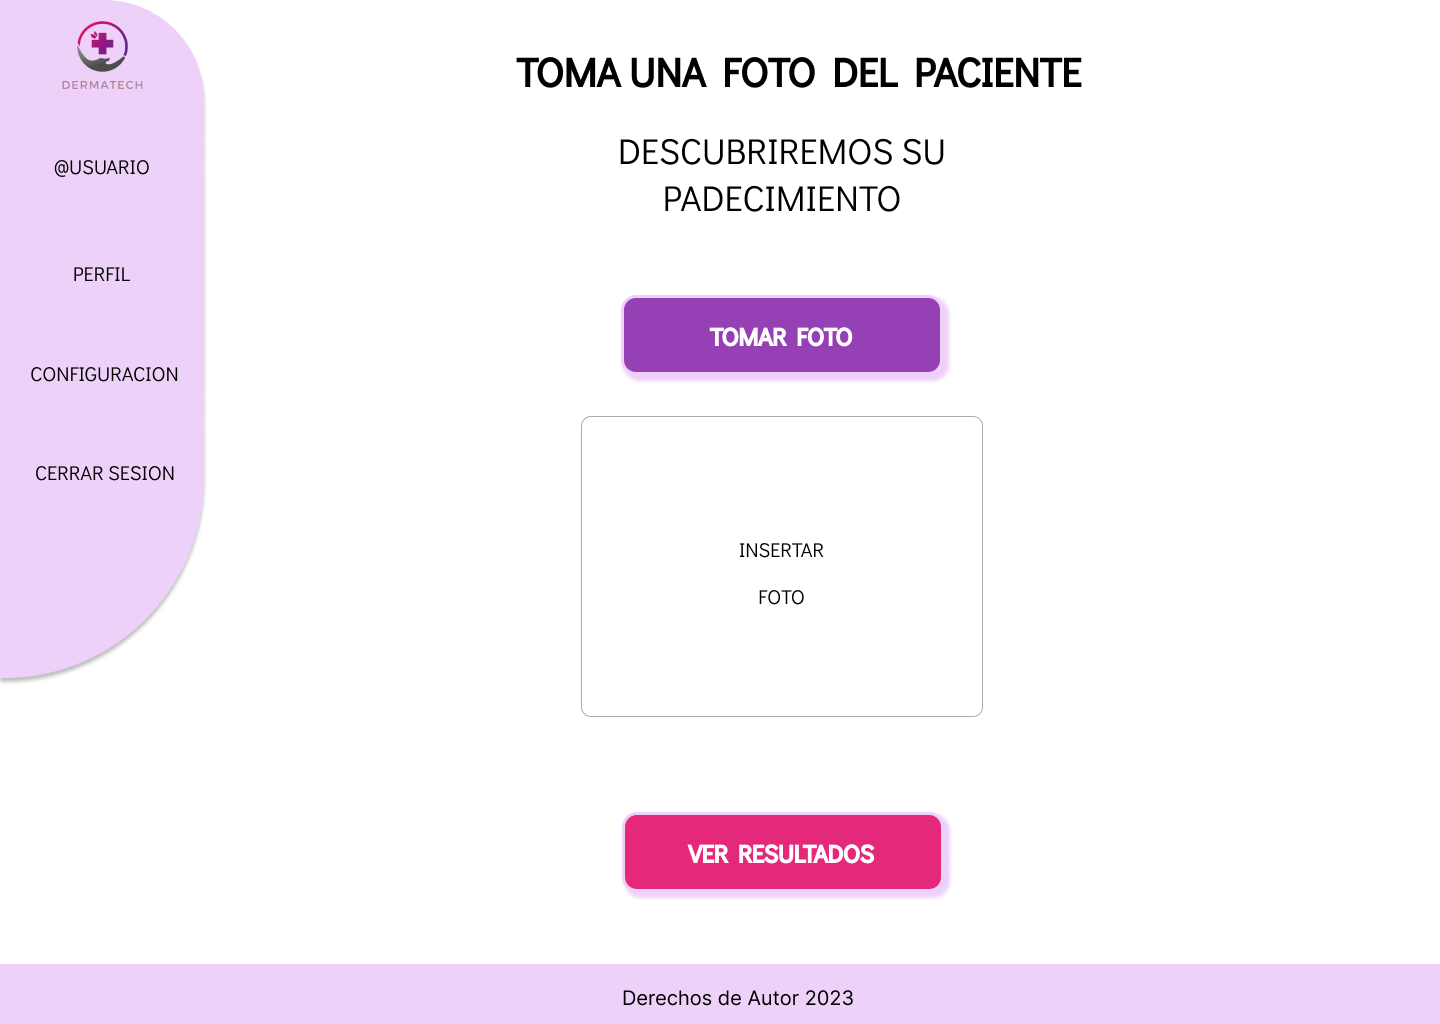 DERMATECH
@USUARIO
PERFIL
CONFIGURACION
CERRAR SESION
TOMA UNA FOTO DEL PACIENTE
DESCUBRIREMOS SU
PADECIMIENTO
TOMAR FOTO
INSERTAR
FOTO
VER RESULTADOS
Derechos de Autor 2023